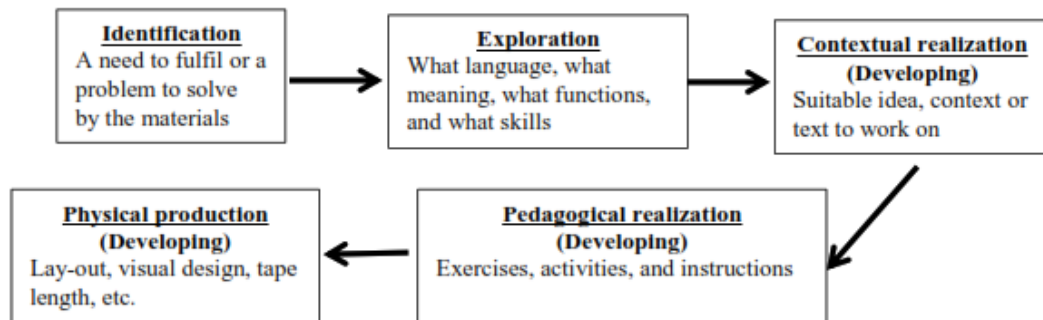 Identification
A need to fulfil or a
problem to solve
by the materials
Exploration
What language, what
meaning, what functions,
and what skills
Contextual realization
(Developing)
Suitable idea, context or
text to work on
Pedagogical realization
(Developing)
Exercises, activities, and instructions
Physical production
(Developing)
Lay-out, visual design, tape
length, etc.